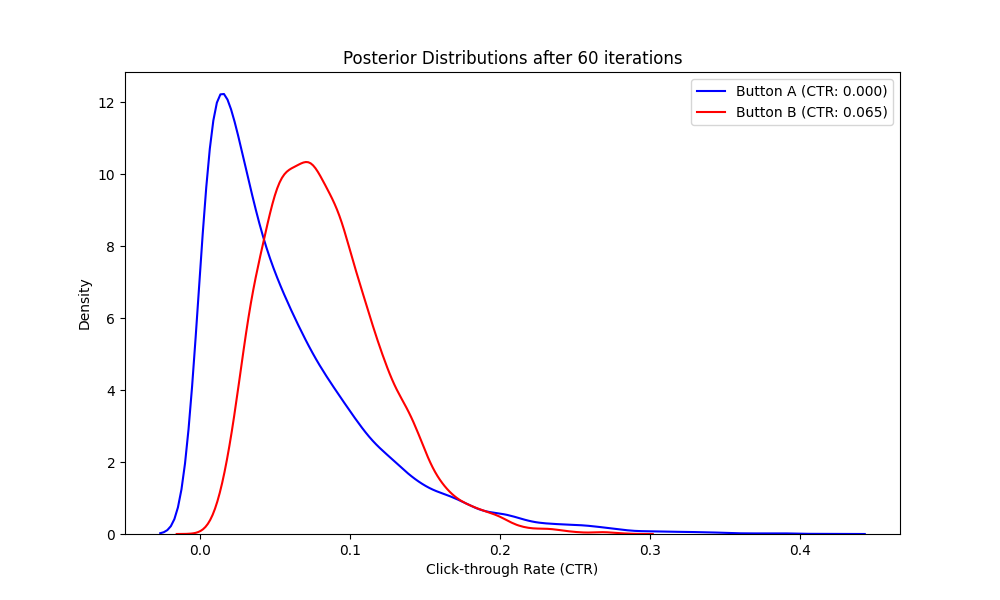 Posterior Distributions after 60 iterations
Button A (CTR: 0.000)
Button B (CTR: 0.065)
Density
12
10
8
6
4
2
0
0.0 0.1 0.2 0.3 0.4
Click-through Rate (CTR)